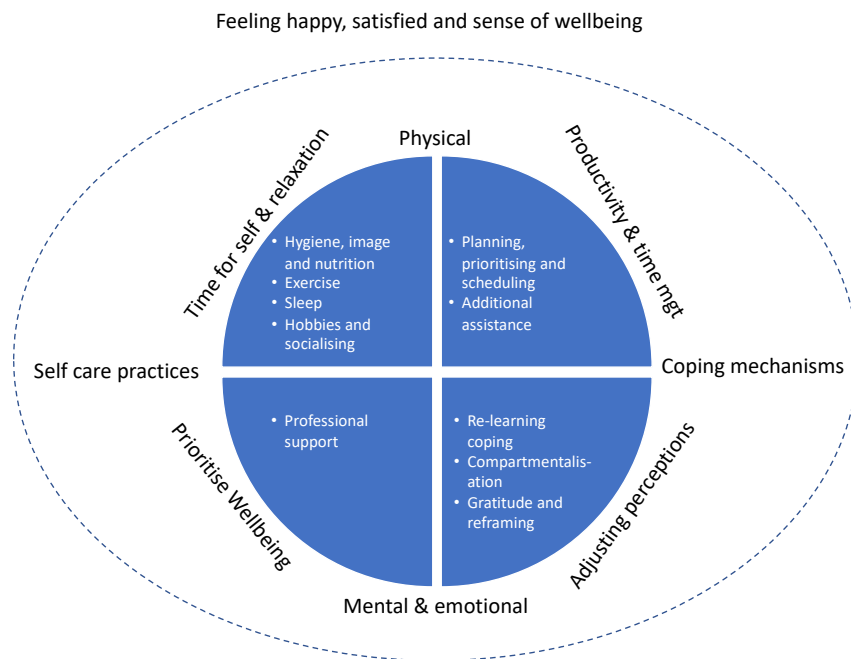 Feeling happy, satisfied and sense of wellbeing
Physical
Time for self & relaxation
Productivity & time mgt
• Hygiene, image
and nutrition
• Exercise
• Sleep
• Hobbies and
socialising
• Planning,
prioritising and
scheduling
• Additional
assistance
Self care practices
Coping mechanisms
• Professional
support
• Re-learning
coping
• Compartmentalis-
ation
• Gratitude and
reframing
Prioritise Wellbeing
Adjusting perceptions
Mental & emotional